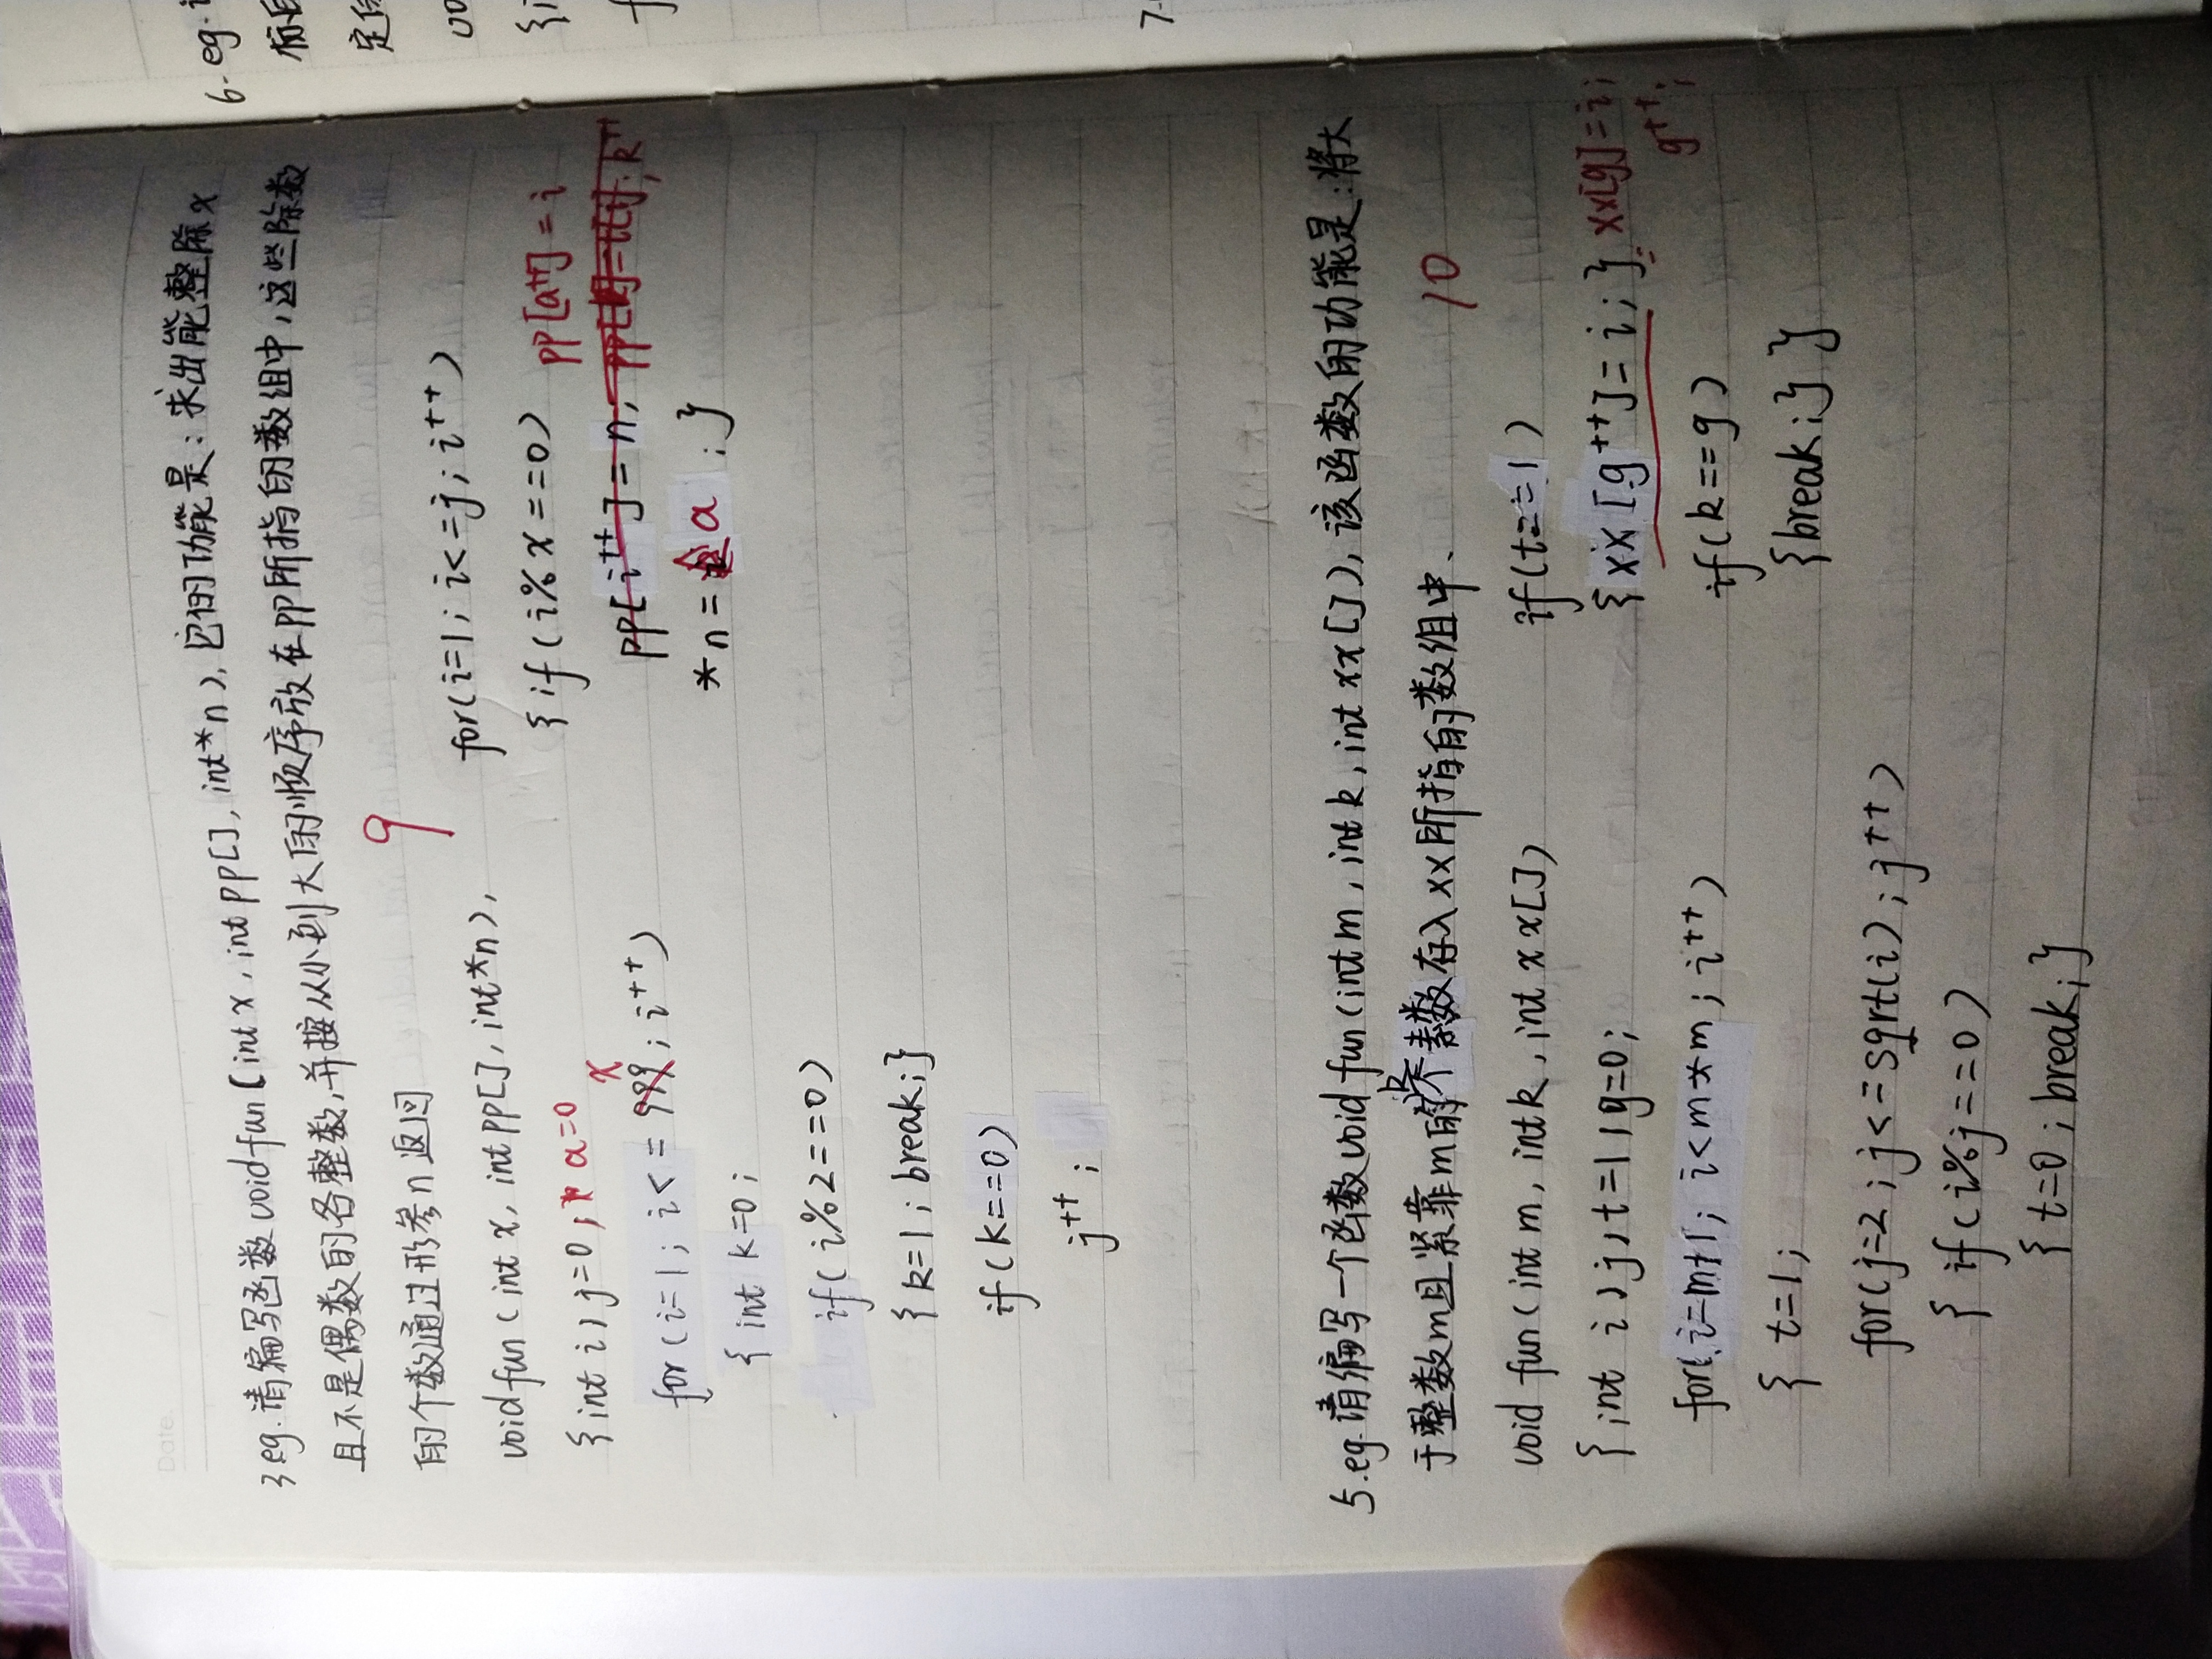 Date.
3 eg. 请编写函数 void fun [int x, int pp[], int*n), 它的功能是: 求出能整除x
且不是偶数的各整数,并按从小到大的顺序放在PP所指的数组中,这些除数
的个数通过形参n返回
9
void fun (int x, int pp[], int*n),
{int i, j=0, a=0
for (i=1; i<= 999; i++)
x
{ int k=0;
if (i%2==0)
{k=1; break;}
if (k==0)
j++;
for(i=1; i<=j; i++)
{if (i%x==0) pp[a++]=i
pp[i++]=n,
*n= a ;}
5.eg.请编写一个函数void fun (int m, int k, int xx[]), 该函数的功能是:将大
于整数m且紧靠m的k个素数存入xx所指的数组中、
10
void fun (int m, int k, int xx[])
{int i, j, t=1, g=0;
for(i=m+1; i<m*m; i++)
{ t=1;
for(j=2; j<=sqrt(i); j++)
{ if (i%j==0)
{t=0; break;}
if(t==1)
{xx[g++]=i;} xx[g]=i;
g++;
if(k==g)
{break;}}
6. eg.
7.